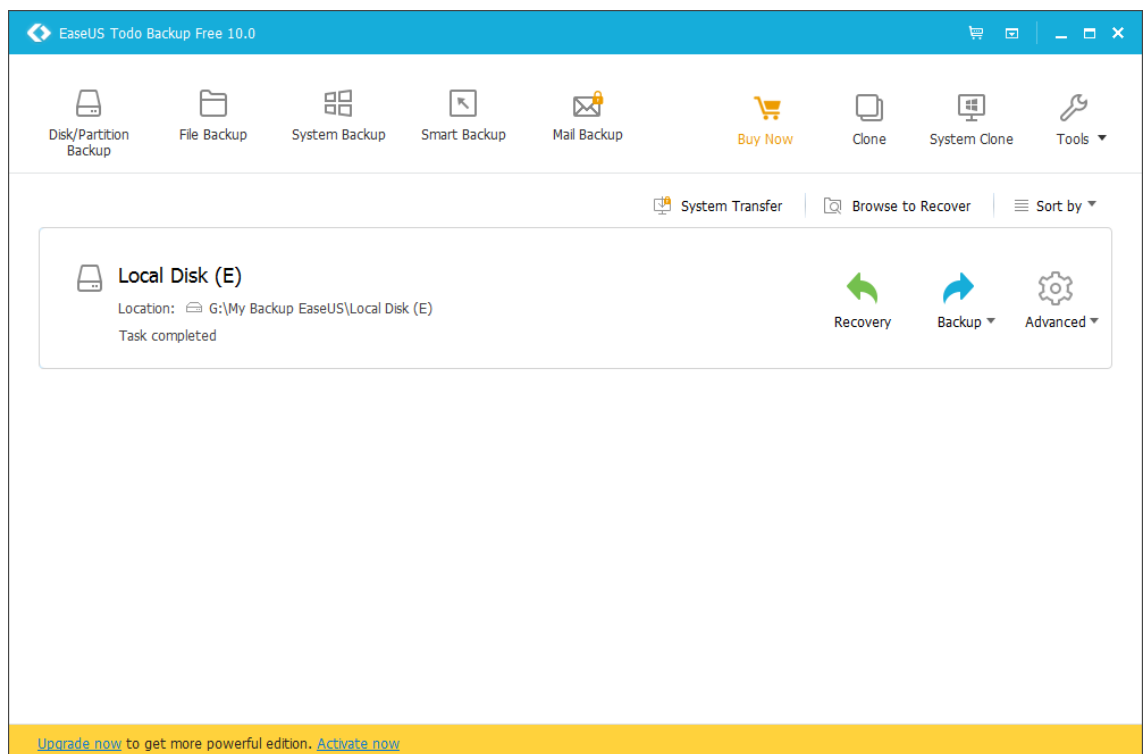 EaseUS Todo Backup Free 10.0
Disk/Partition
Backup
File Backup
System Backup
Smart Backup
Mail Backup
Buy Now
Clone
System Clone
Tools
System Transfer
Browse to Recover
Sort by
Local Disk (E)
Location: G:\My Backup EaseUS\Local Disk (E)
Task completed
Recovery
Backup
Advanced
Upgrade now to get more powerful edition. Activate now